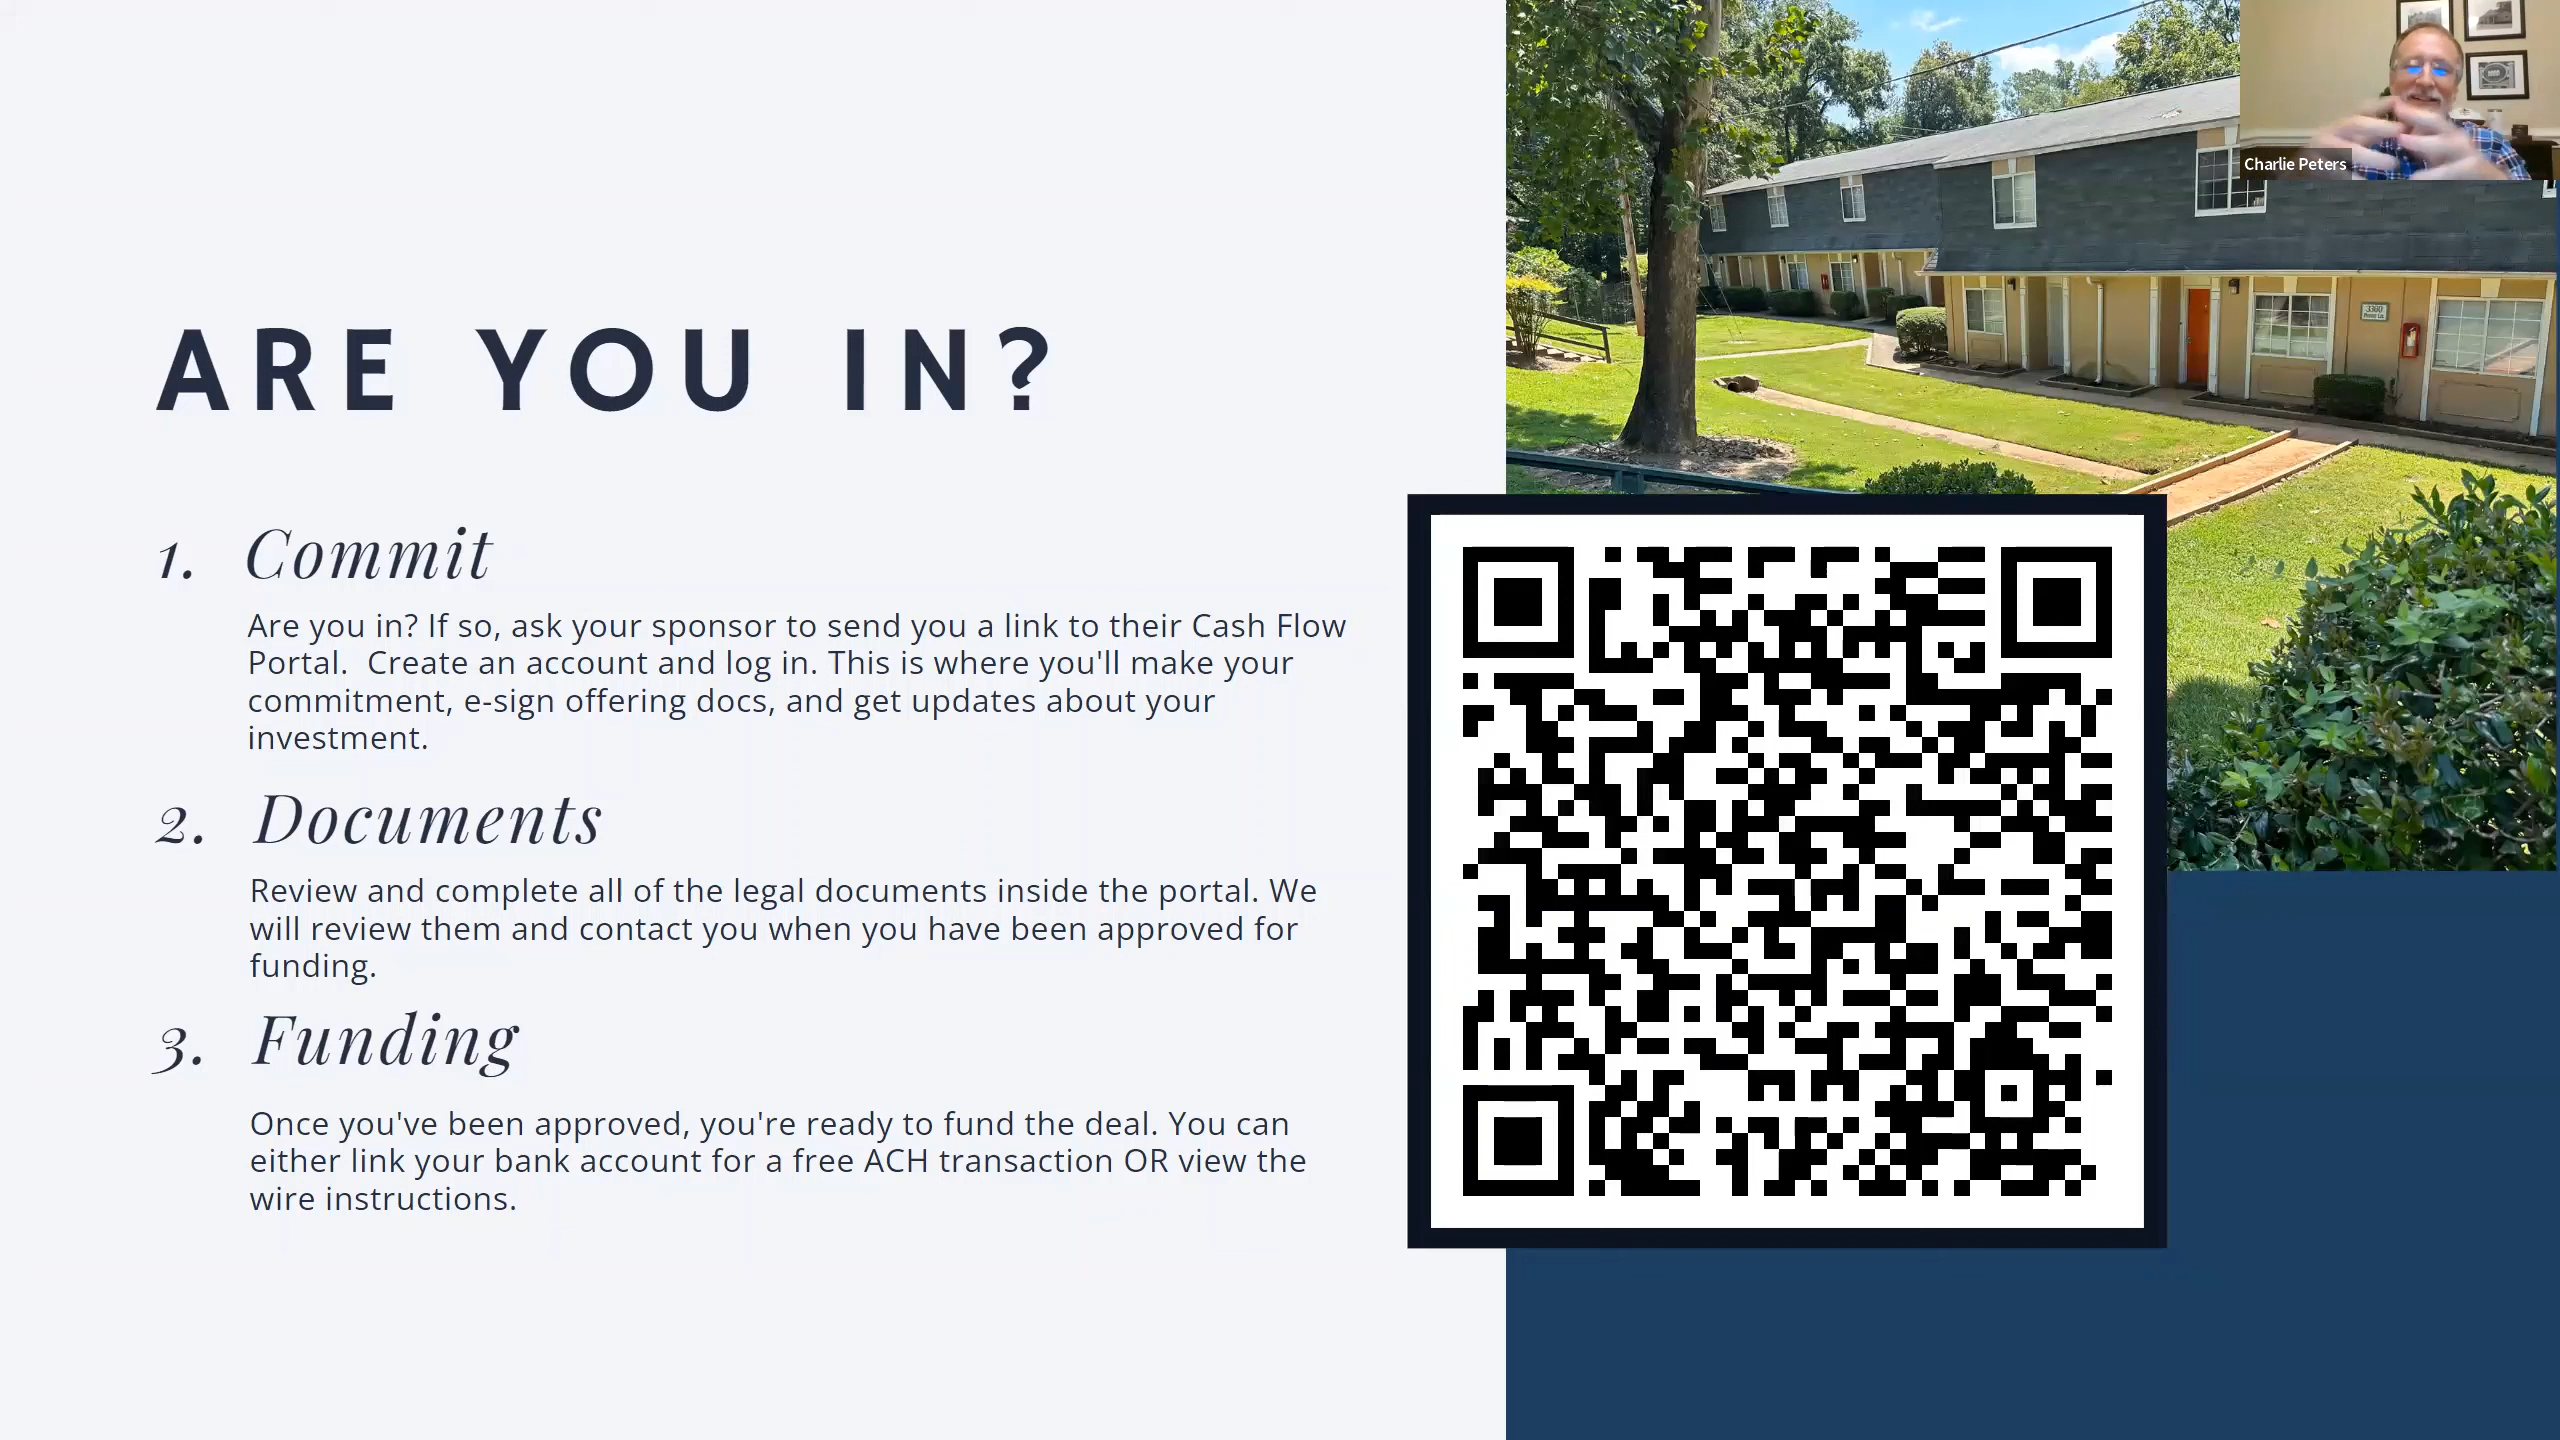 Charlie Peters
ARE YOU IN?
1. Commit
Are you in? If so, ask your sponsor to send you a link to their Cash Flow
Portal.  Create an account and log in. This is where you'll make your
commitment, e-sign offering docs, and get updates about your
investment.
2. Documents
Review and complete all of the legal documents inside the portal. We
will review them and contact you when you have been approved for
funding.
3. Funding
Once you've been approved, you're ready to fund the deal. You can
either link your bank account for a free ACH transaction OR view the
wire instructions.